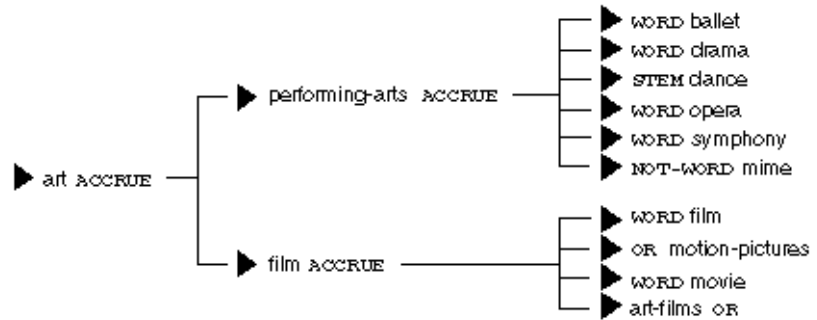 WORD ballet
WORD drama
performing-arts ACCRUE
STEM dance
WORD opera
WORD symphony
art ACCRUE
NOT-WORD mime
WORD film
film ACCRUE
OR motion-pictures
WORD movie
art-films OR